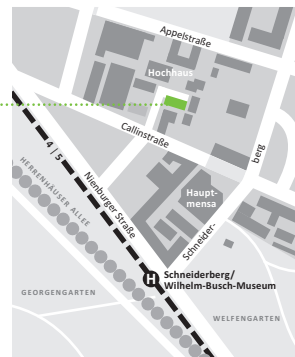 Appelstraße
Hochhaus
Callinstraße
berg
4 | 5
Nienburger Straße
HERRENHÄUSER ALLEE
Haupt-
mensa
Schneider-
H
Schneiderberg/
Wilhelm-Busch-Museum
GEORGENGARTEN
WELFENGARTEN